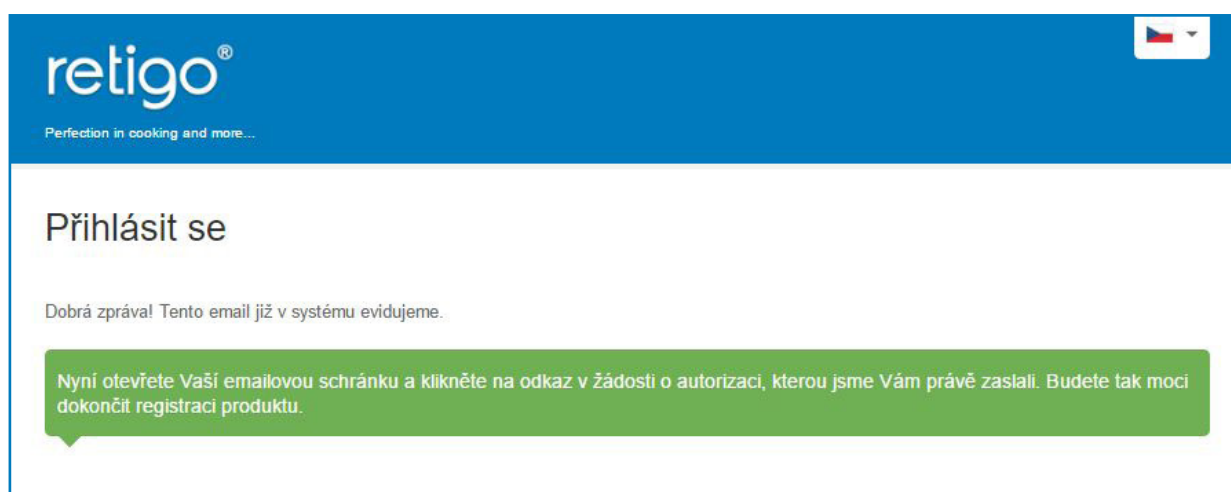 retigo®
Perfection in cooking and more...
Přihlásit se
Dobrá zpráva! Tento email již v systému evidujeme.
Nyní otevřete Vaší emailovou schránku a klikněte na odkaz v žádosti o autorizaci, kterou jsme Vám právě zaslali. Budete tak moci
dokončit registraci produktu.